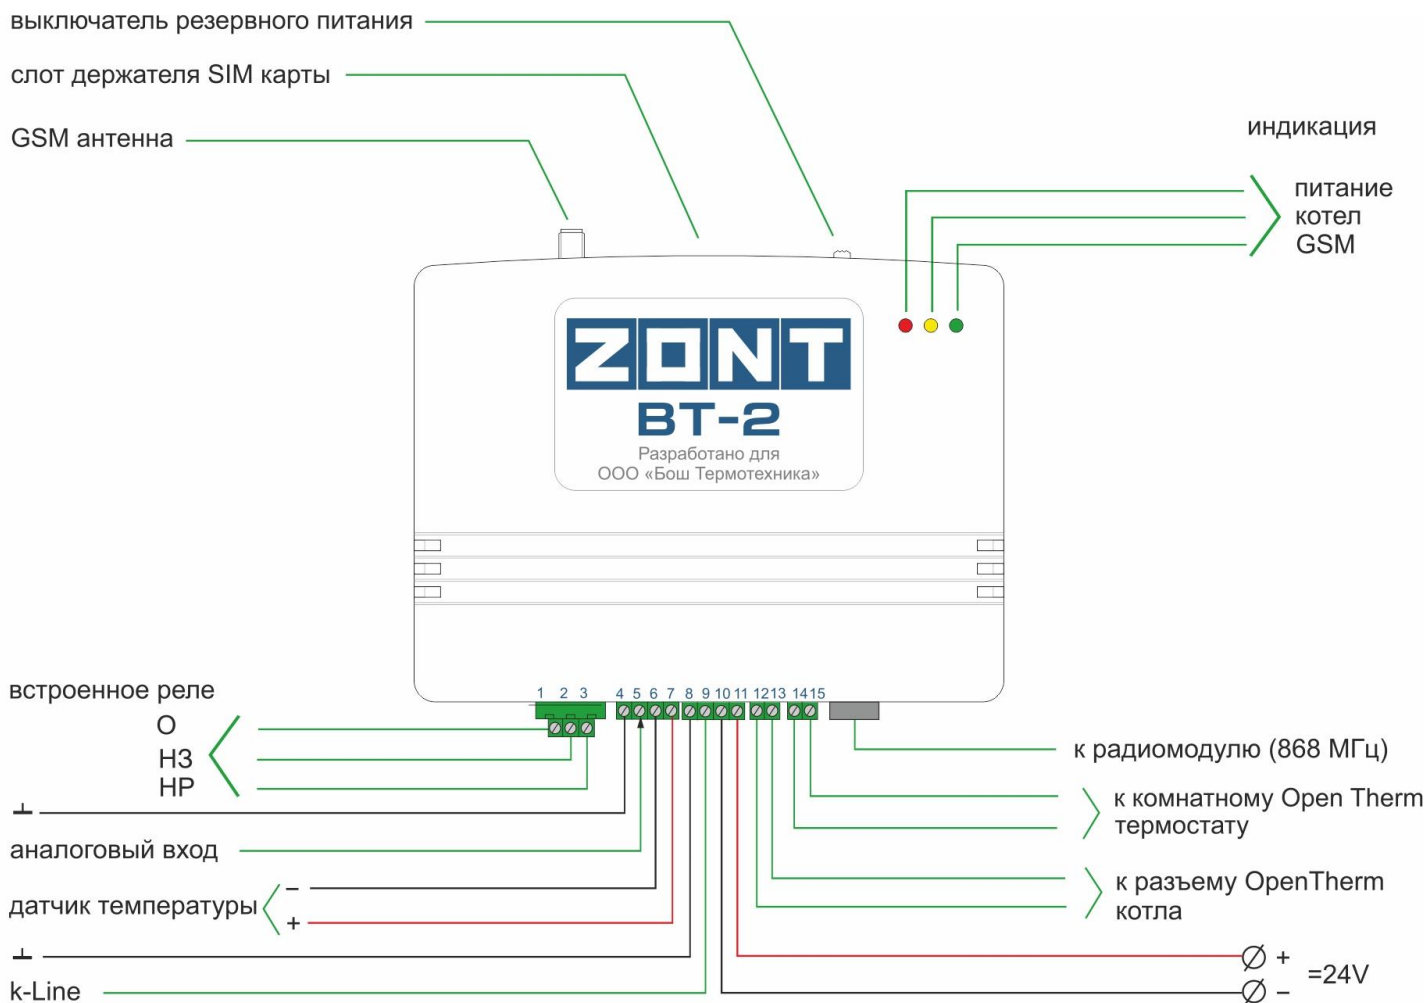 выключатель резервного питания
слот держателя SIM карты
GSM антенна
индикация
питание
котел
GSM
ZONT
BT-2
Разработано для
ООО «Бош Термотехника»
1 2 3 4 5 6 7 8 9 10 11 12 13 14 15
встроенное реле
О
НЗ
НР
аналоговый вход
датчик температуры
–
+
k-Line
к радиомодулю (868 МГц)
к комнатному Open Therm
термостату
к разъему OpenTherm
котла
+
=24V
–